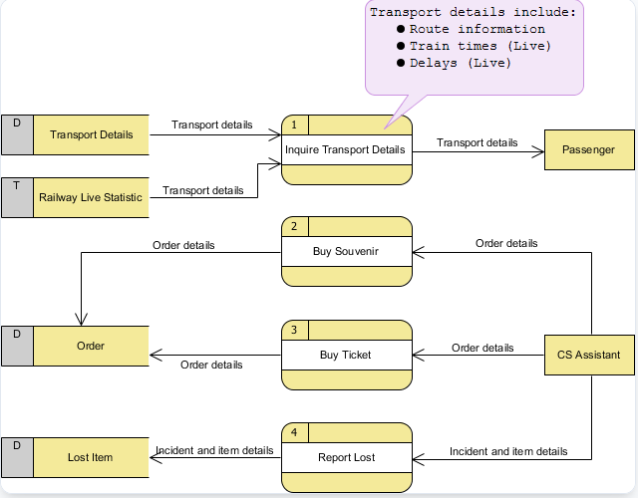 Transport details include:
● Route information
● Train times (Live)
● Delays (Live)
D
Transport Details
Transport details
1
Inquire Transport Details
Transport details
Passenger
T
Railway Live Statistic
Transport details
2
Buy Souvenir
Order details
Order details
D
Order
Order details
3
Buy Ticket
Order details
CS Assistant
D
Lost Item
Incident and item details
4
Report Lost
Incident and item details